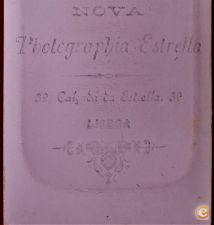 NOVA
Photographia Estrella
39, Calçada da Estrella, 39
LISBOA